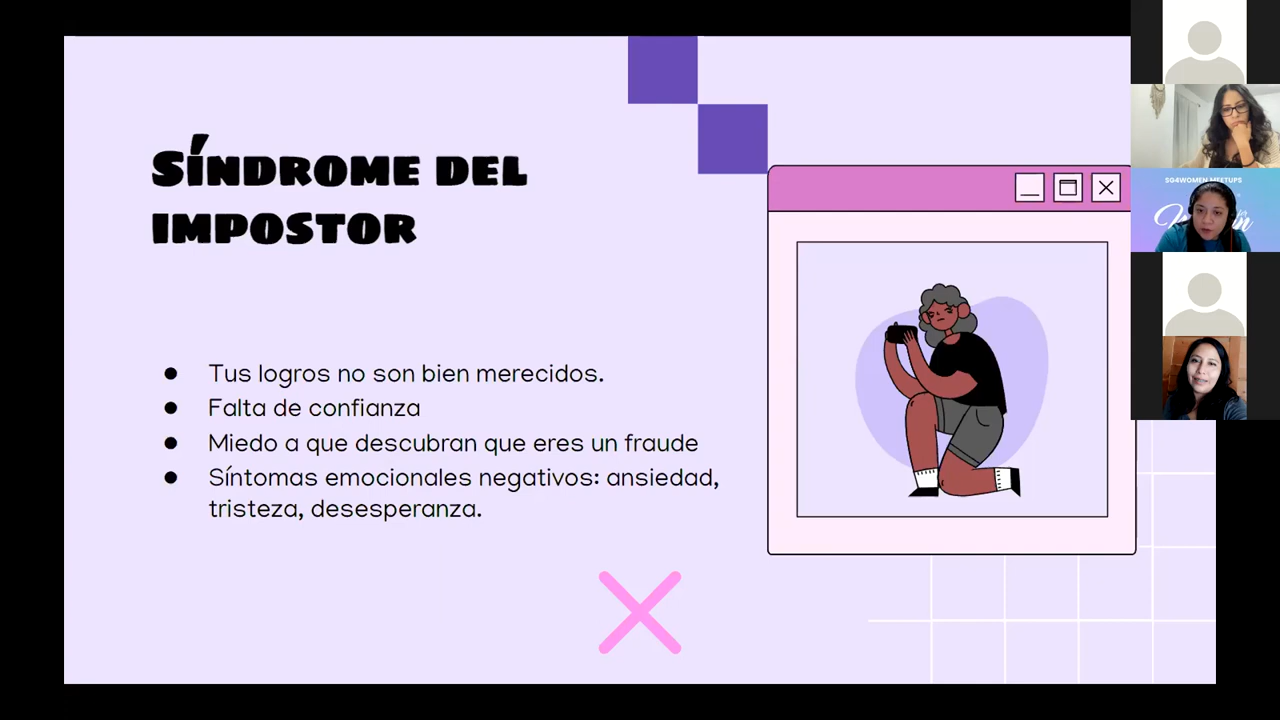 SÍNDROME DEL
IMPOSTOR
● Tus logros no son bien merecidos.
● Falta de confianza
● Miedo a que descubran que eres un fraude
● Síntomas emocionales negativos: ansiedad,
tristeza, desesperanza.
SG4WOMEN MEETUPS